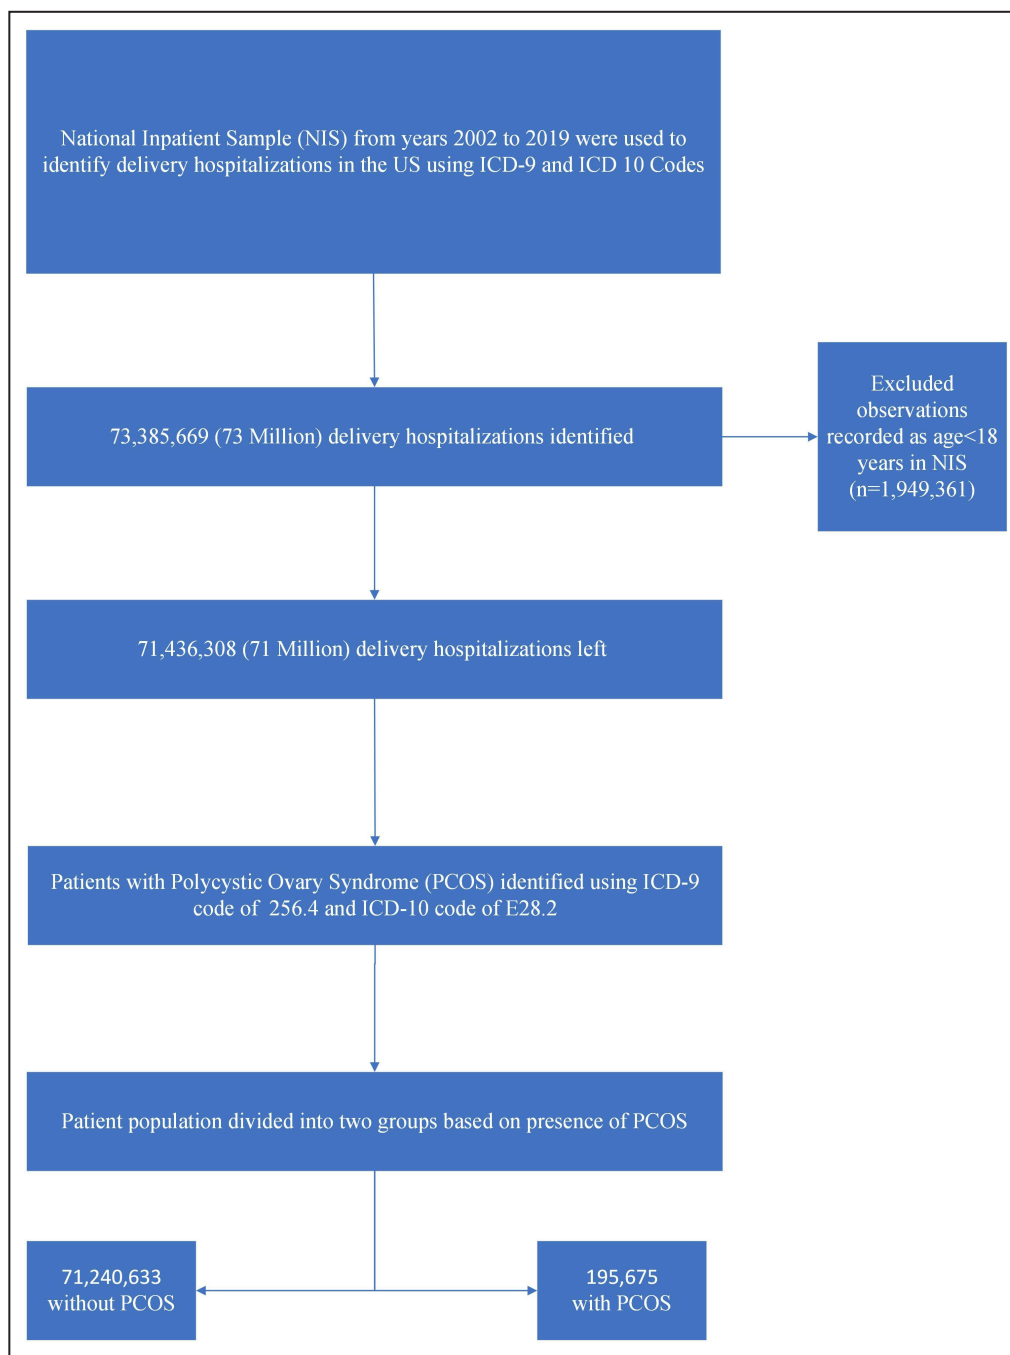 National Inpatient Sample (NIS) from years 2002 to 2019 were used to
identify delivery hospitalizations in the US using ICD-9 and ICD 10 Codes
73,385,669 (73 Million) delivery hospitalizations identified
Excluded
observations
recorded as age<18
years in NIS
(n=1,949,361)
71,436,308 (71 Million) delivery hospitalizations left
Patients with Polycystic Ovary Syndrome (PCOS) identified using ICD-9
code of 256.4 and ICD-10 code of E28.2
Patient population divided into two groups based on presence of PCOS
71,240,633
without PCOS
195,675
with PCOS